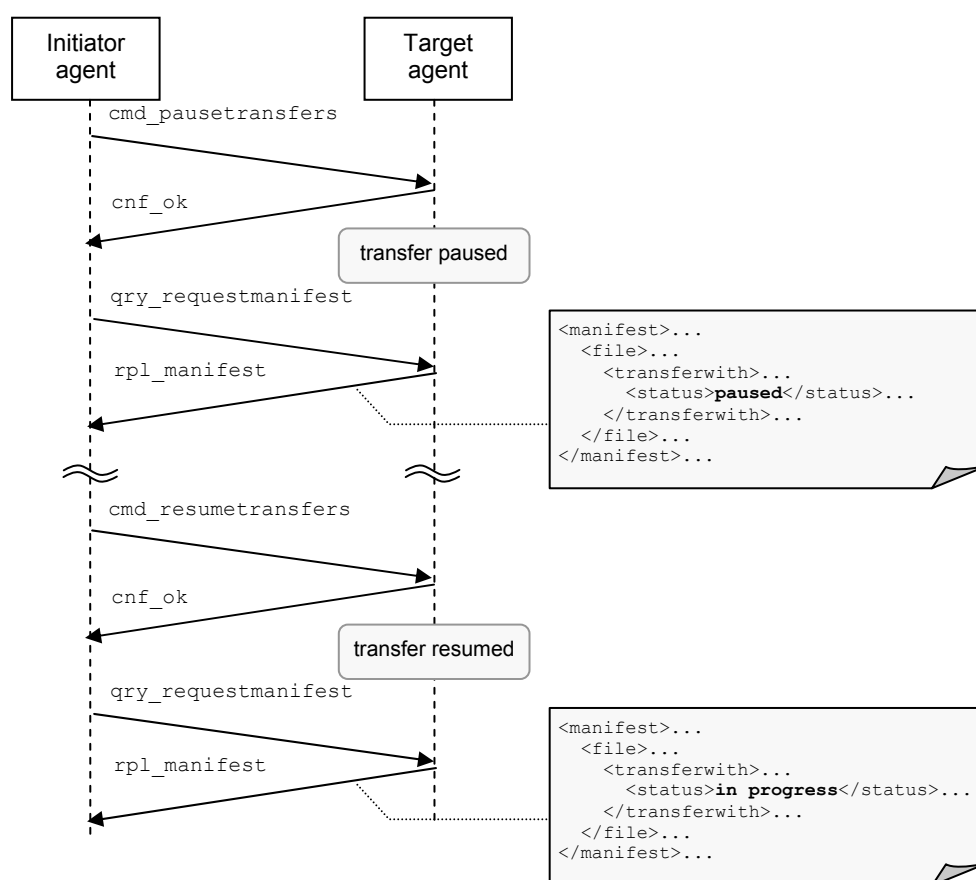 Initiator
agent
Target
agent
cmd_pausetransfers
cnf_ok
transfer paused
qry_requestmanifest
rpl_manifest
<manifest>...
  <file>...
    <transferwith>...
      <status>paused</status>...
    </transferwith>...
  </file>...
</manifest>...
cmd_resumetransfers
cnf_ok
transfer resumed
qry_requestmanifest
rpl_manifest
<manifest>...
  <file>...
    <transferwith>...
      <status>in progress</status>...
    </transferwith>...
  </file>...
</manifest>...